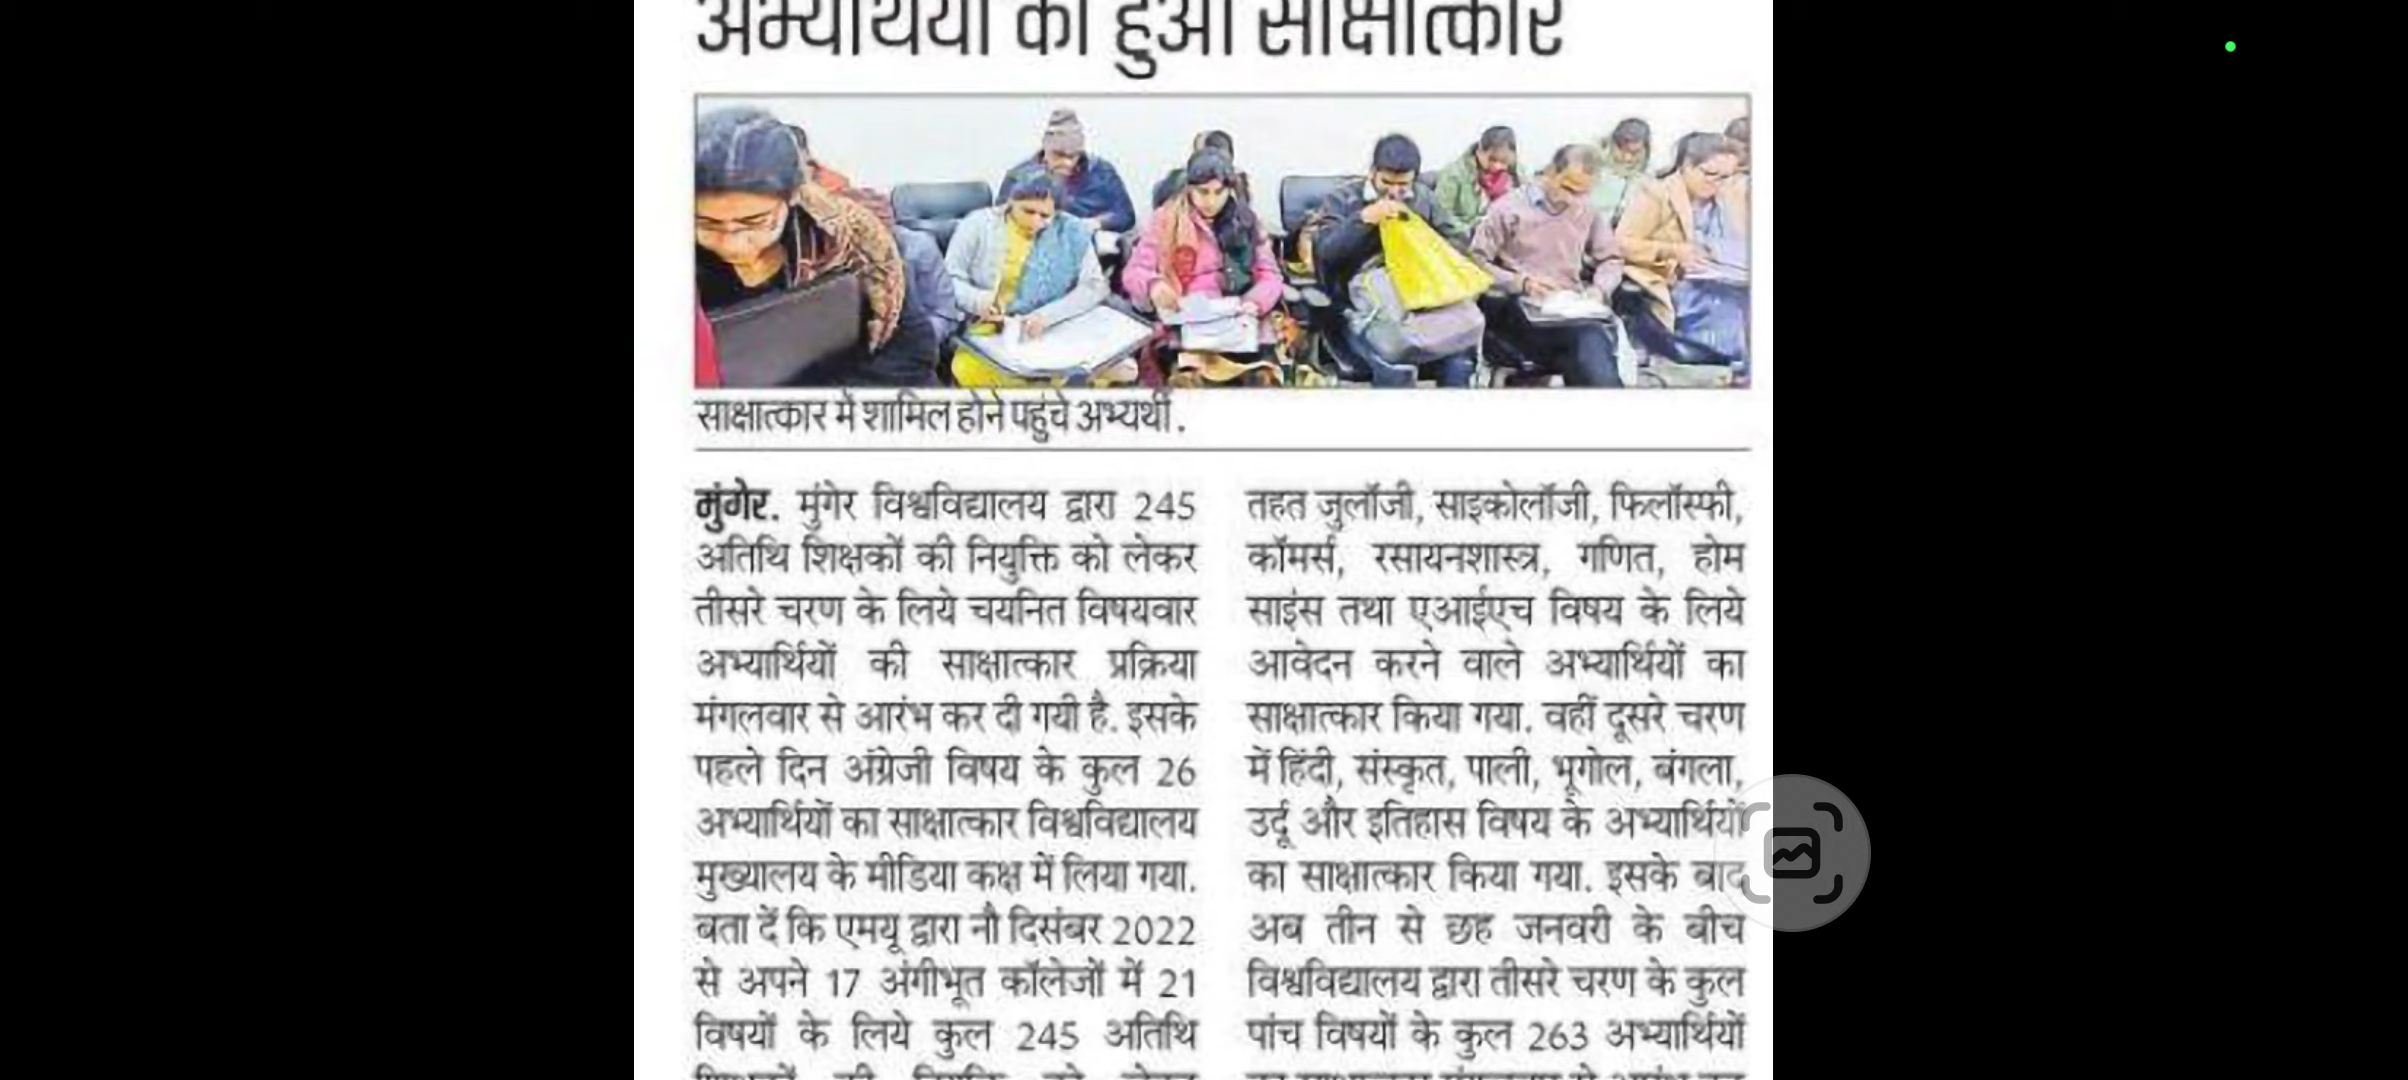 अभ्यर्थियों का हुआ साक्षात्कार
साक्षात्कार में शामिल होने पहुंचे अभ्यर्थी.
मुंगेर. मुंगेर विश्वविद्यालय द्वारा 245
अतिथि शिक्षकों की नियुक्ति को लेकर
तीसरे चरण के लिये चयनित विषयवार
अभ्यार्थियों की साक्षात्कार प्रक्रिया
मंगलवार से आरंभ कर दी गयी है. इसके
पहले दिन अंग्रेजी विषय के कुल 26
अभ्यार्थियों का साक्षात्कार विश्वविद्यालय
मुख्यालय के मीडिया कक्ष में लिया गया.
बता दें कि एमयू द्वारा नौ दिसंबर 2022
से अपने 17 अंगीभूत कॉलेजों में 21
विषयों के लिये कुल 245 अतिथि
तहत जुलॉजी, साइकोलॉजी, फिलॉस्फी,
कॉमर्स, रसायनशास्त्र, गणित, होम
साइंस तथा एआईएच विषय के लिये
आवेदन करने वाले अभ्यार्थियों का
साक्षात्कार किया गया. वहीं दूसरे चरण
में हिंदी, संस्कृत, पाली, भूगोल, बंगला,
उर्दू और इतिहास विषय के अभ्यार्थियों
का साक्षात्कार किया गया. इसके बाद
अब तीन से छह जनवरी के बीच
विश्वविद्यालय द्वारा तीसरे चरण के कुल
पांच विषयों के कुल 263 अभ्यार्थियों